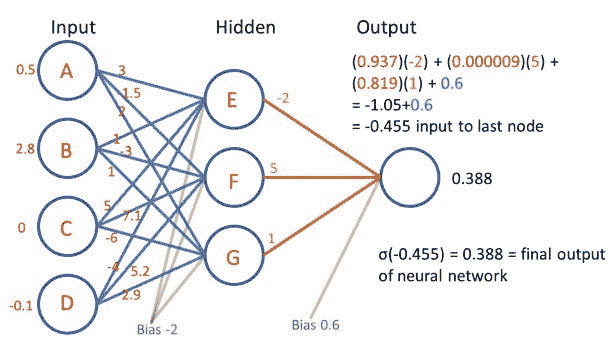 Input
Hidden
Output
0.5
A
3
-1.5
2
2.8
B
1
-3
1
0
C
5
-7.1
-6
-0.1
D
-4
5.2
2.9
E
-2
F
5
G
1
Bias -2
Bias 0.6
0.388
(0.937)(-2) + (0.000009)(5) +
(0.819)(1) + 0.6
= -1.05+0.6
= -0.455 input to last node
σ(-0.455) = 0.388 = final output
of neural network